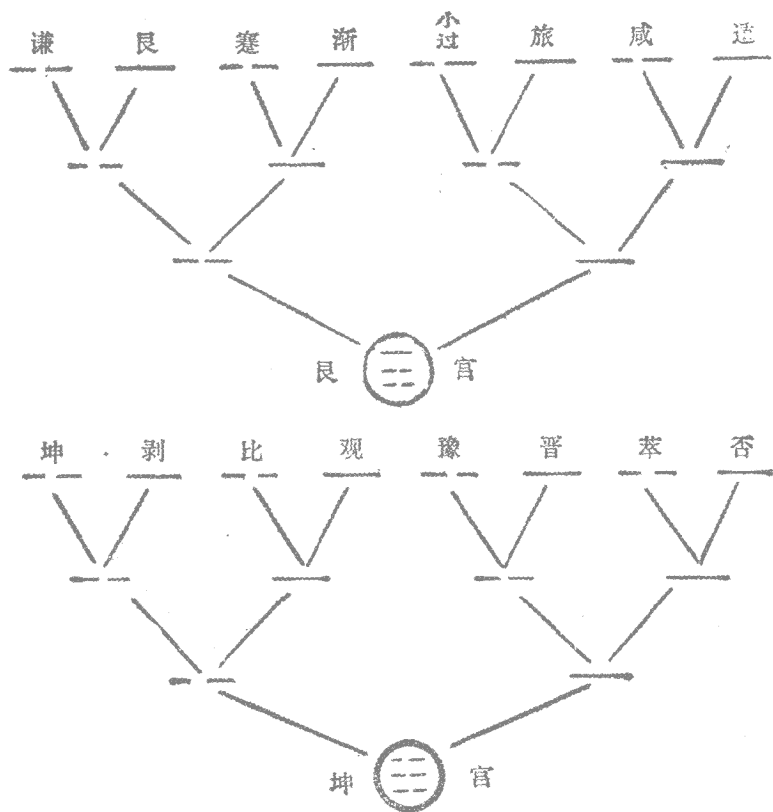 谦 艮 蹇 渐 小过 旅 咸 遁
艮 宫
坤 剥 比 观 豫 晋 萃 否
坤 宫